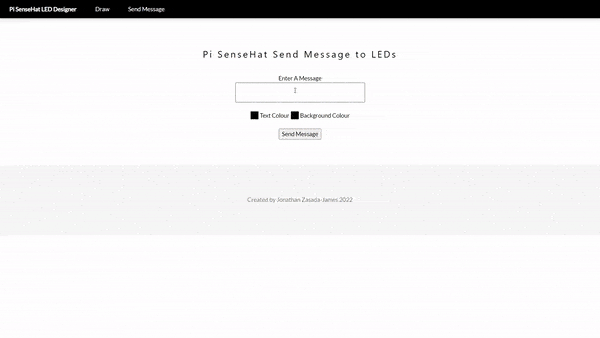 Pi SenseHat LED Designer Draw Send Message
Pi SenseHat Send Message to LEDs
Enter A Message
Text Colour Background Colour
Send Message
Created by Jonathan Zasada-James 2022